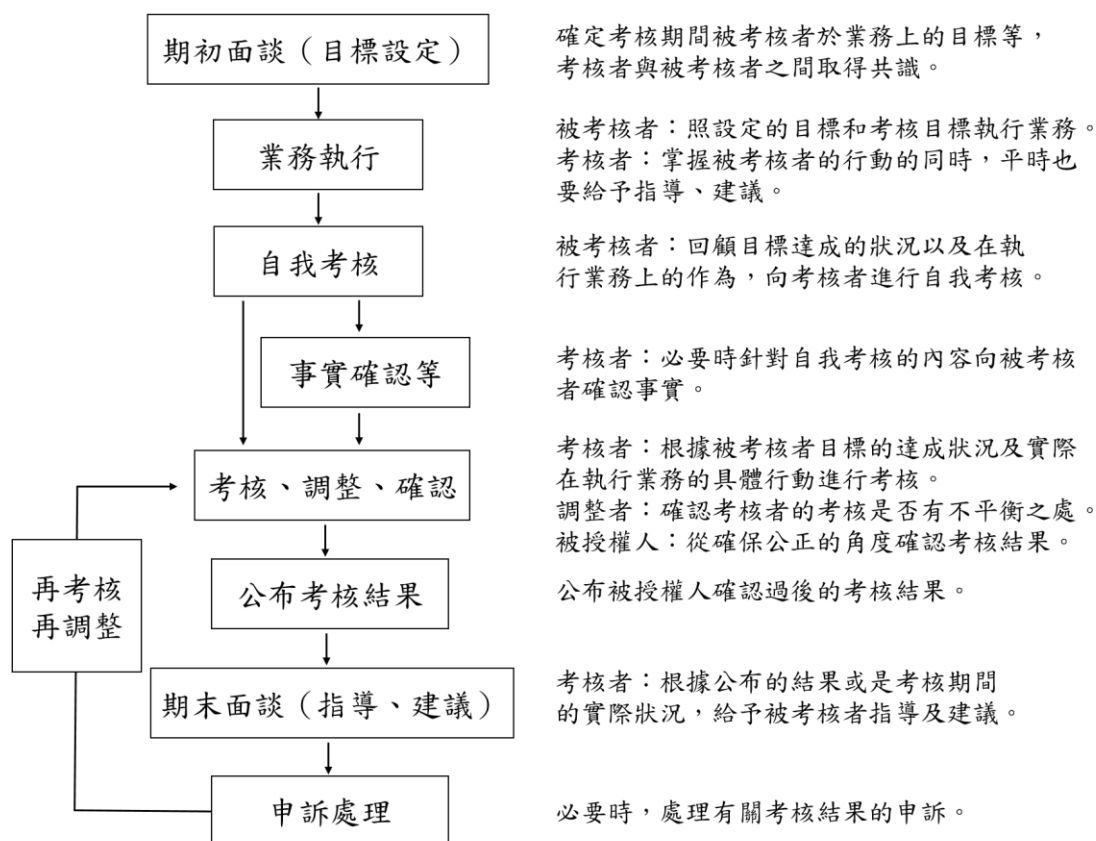 期初面談（目標設定）
確定考核期間被考核者於業務上的目標等，
考核者與被考核者之間取得共識。
業務執行
被考核者：照設定的目標和考核目標執行業務。
考核者：掌握被考核者的行動的同時，平時也
要給予指導、建議。
自我考核
被考核者：回顧目標達成的狀況以及在執
行業務上的作為，向考核者進行自我考核。
事實確認等
考核者：必要時針對自我考核的內容向被考核
者確認事實。
考核、調整、確認
考核者：根據被考核者目標的達成狀況及實際
在執行業務的具體行動進行考核。
調整者：確認考核者的考核是否有不平衡之處。
被授權人：從確保公正的角度確認考核結果。
再考核
再調整
公布考核結果
公布被授權人確認過後的考核結果。
期末面談（指導、建議）
考核者：根據公布的結果或是考核期間
的實際狀況，給予被考核者指導及建議。
申訴處理
必要時，處理有關考核結果的申訴。